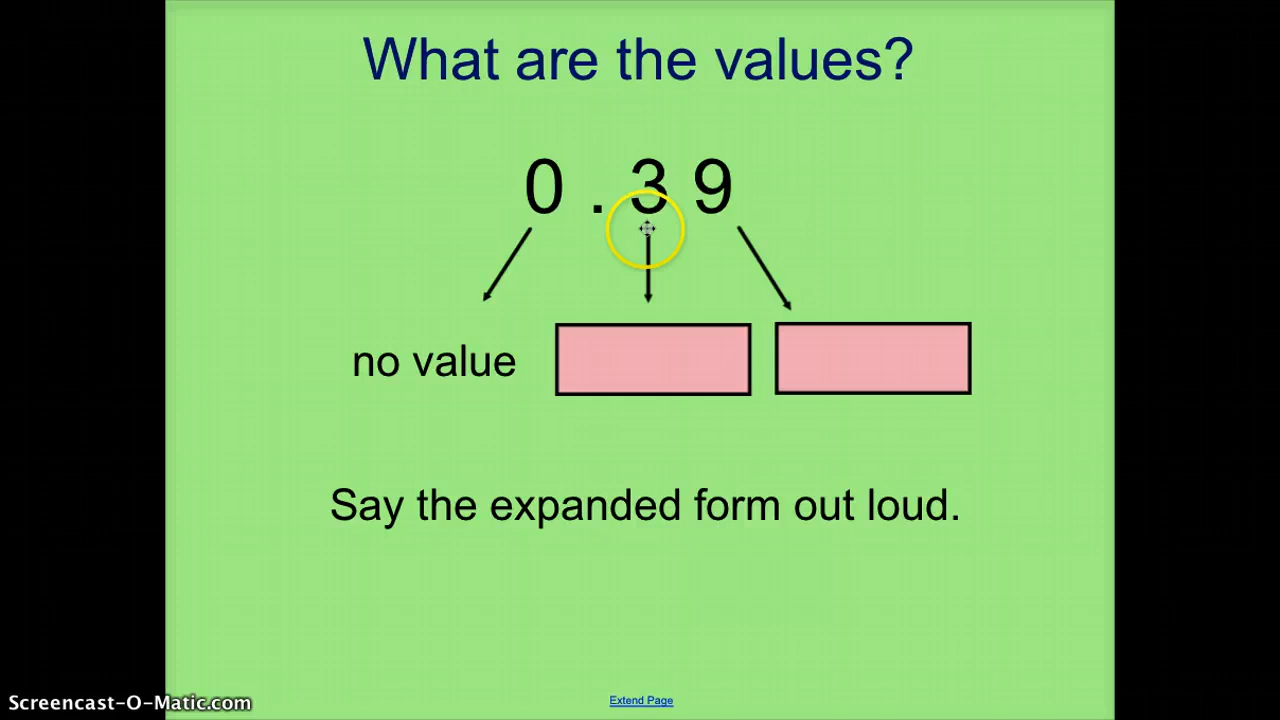 What are the values?
0 . 3 9
no value
Say the expanded form out loud.
Extend Page
Screencast-O-Matic.com